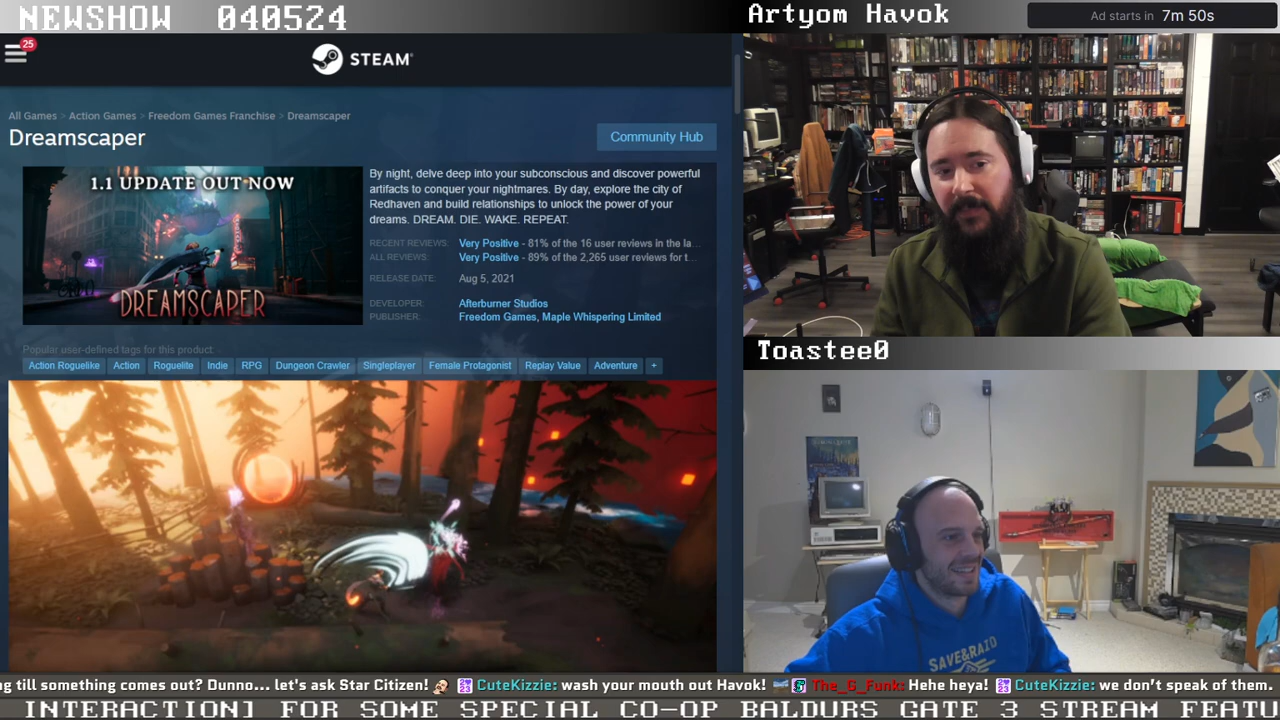 NEWSHOW 040524
Artyom Havok
Ad starts in 7m 50s
25
STEAM
All Games > Action Games > Freedom Games Franchise > Dreamscaper
Dreamscaper
Community Hub
1.1 UPDATE OUT NOW
DREAMSCAPER
By night, delve deep into your subconscious and discover powerful
artifacts to conquer your nightmares. By day, explore the city of
Redhaven and build relationships to unlock the power of your
dreams. DREAM. DIE. WAKE. REPEAT.
RECENT REVIEWS: Very Positive - 81% of the 16 user reviews in the la...
ALL REVIEWS: Very Positive - 89% of the 2,265 user reviews for t...
RELEASE DATE: Aug 5, 2021
DEVELOPER: Afterburner Studios
PUBLISHER: Freedom Games, Maple Whispering Limited
Popular user-defined tags for this product:
Action Roguelike Action Roguelite Indie RPG Dungeon Crawler Singleplayer Female Protagonist Replay Value Adventure +
Toastee0
SAVE&RAID
g till something comes out? Dunno... let's ask Star Citizen! CuteKizzie: wash your mouth out Havok! The_G_Funk: Hehe heya! CuteKizzie: we don't speak of them.
INTERACTION] FOR SOME SPECIAL CO-OP BALDURS GATE 3 STREAM FEATU